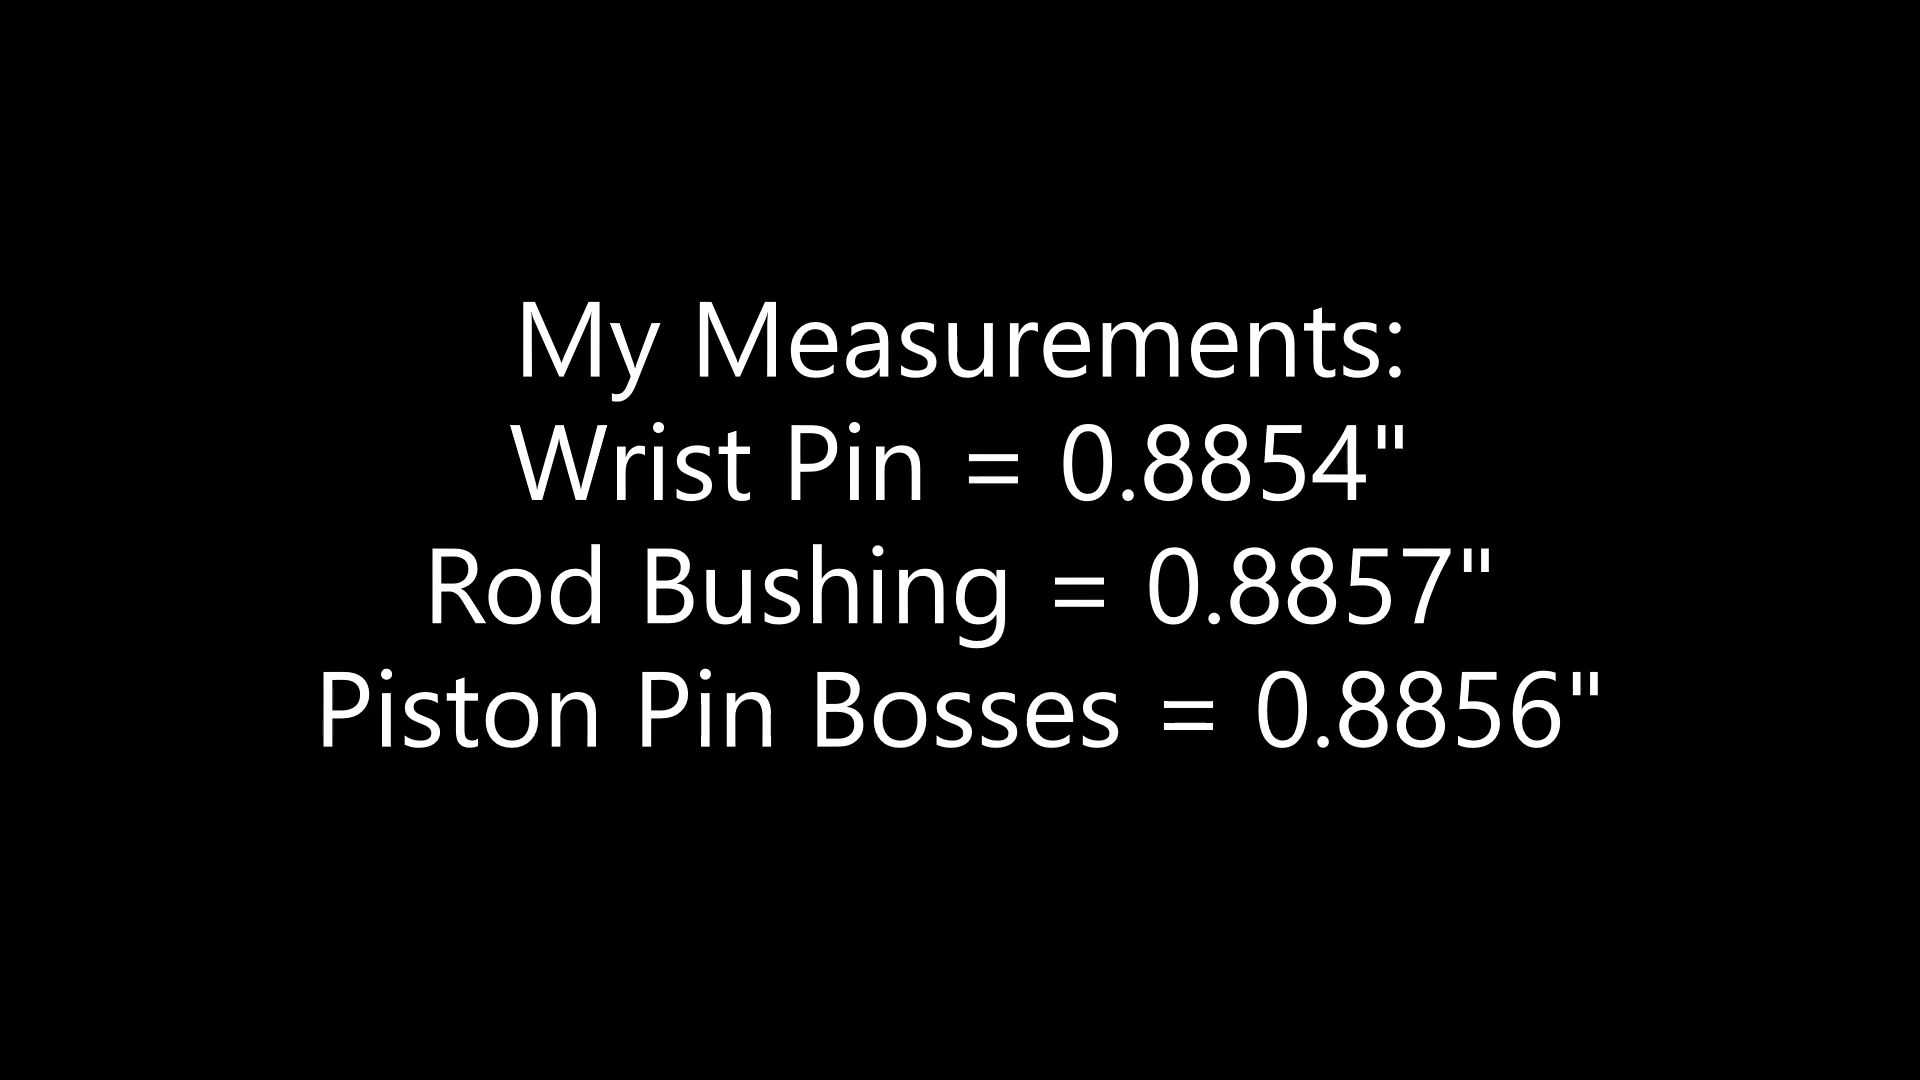 My Measurements:
Wrist Pin = 0.8854"
Rod Bushing = 0.8857"
Piston Pin Bosses = 0.8856"